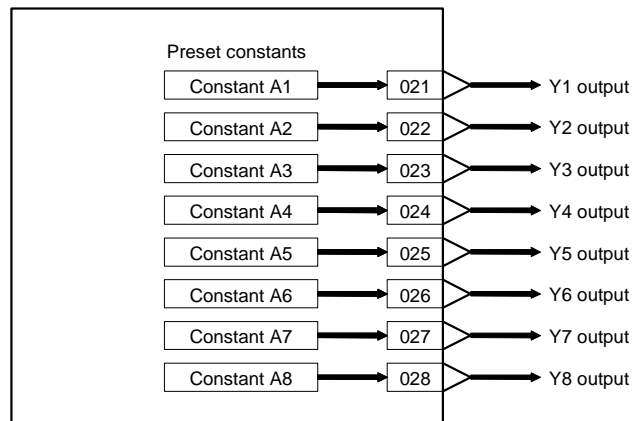 Preset constants
Constant A1 021 Y1 output
Constant A2 022 Y2 output
Constant A3 023 Y3 output
Constant A4 024 Y4 output
Constant A5 025 Y5 output
Constant A6 026 Y6 output
Constant A7 027 Y7 output
Constant A8 028 Y8 output